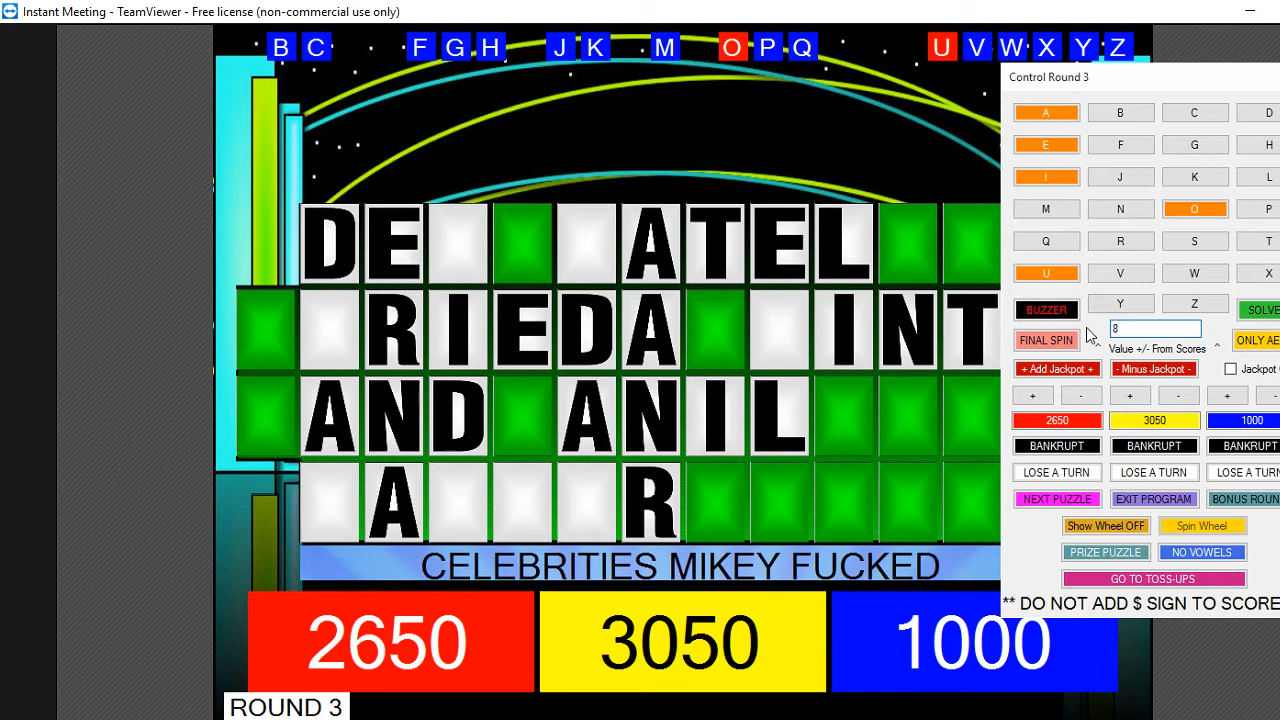 Instant Meeting - TeamViewer - Free license (non-commercial use only)
B C F G H J K M O P Q U V W X Y Z
Control Round 3
A B C D
E F G H
I J K L
M N O P
Q R S T
U V W X
BUZZER Y Z SOLVE
8
FINAL SPIN Value +/- From Scores ONLY AE
+ Add Jackpot + - Minus Jackpot - Jackpot
+ - + - + -
2650 3050 1000
BANKRUPT BANKRUPT BANKRUPT
LOSE A TURN LOSE A TURN LOSE A TURN
NEXT PUZZLE EXIT PROGRAM BONUS ROUN
Show Wheel OFF Spin Wheel
PRIZE PUZZLE NO VOWELS
GO TO TOSS-UPS
** DO NOT ADD $ SIGN TO SCORE
DE ATEL
RIEDA INT
AND ANIL
A R
CELEBRITIES MIKEY FUCKED
2650 3050 1000
ROUND 3